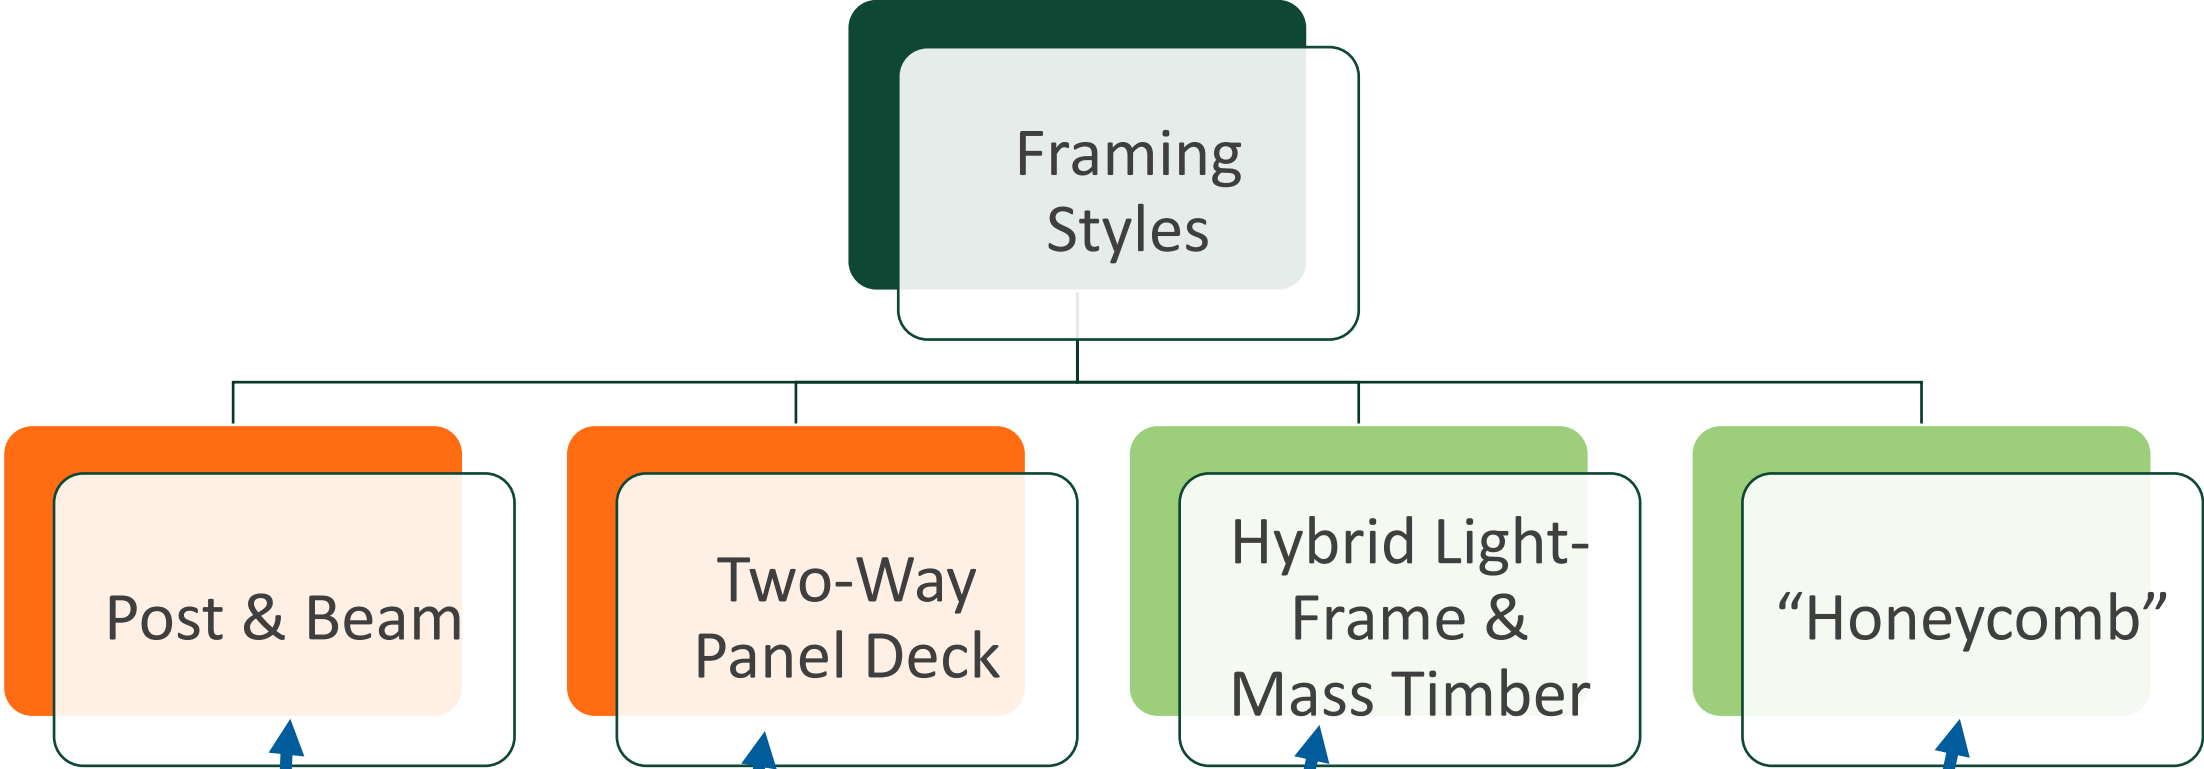 Framing
Styles
Post & Beam
Two-Way
Panel Deck
Hybrid Light-
Frame &
Mass Timber
“Honeycomb”